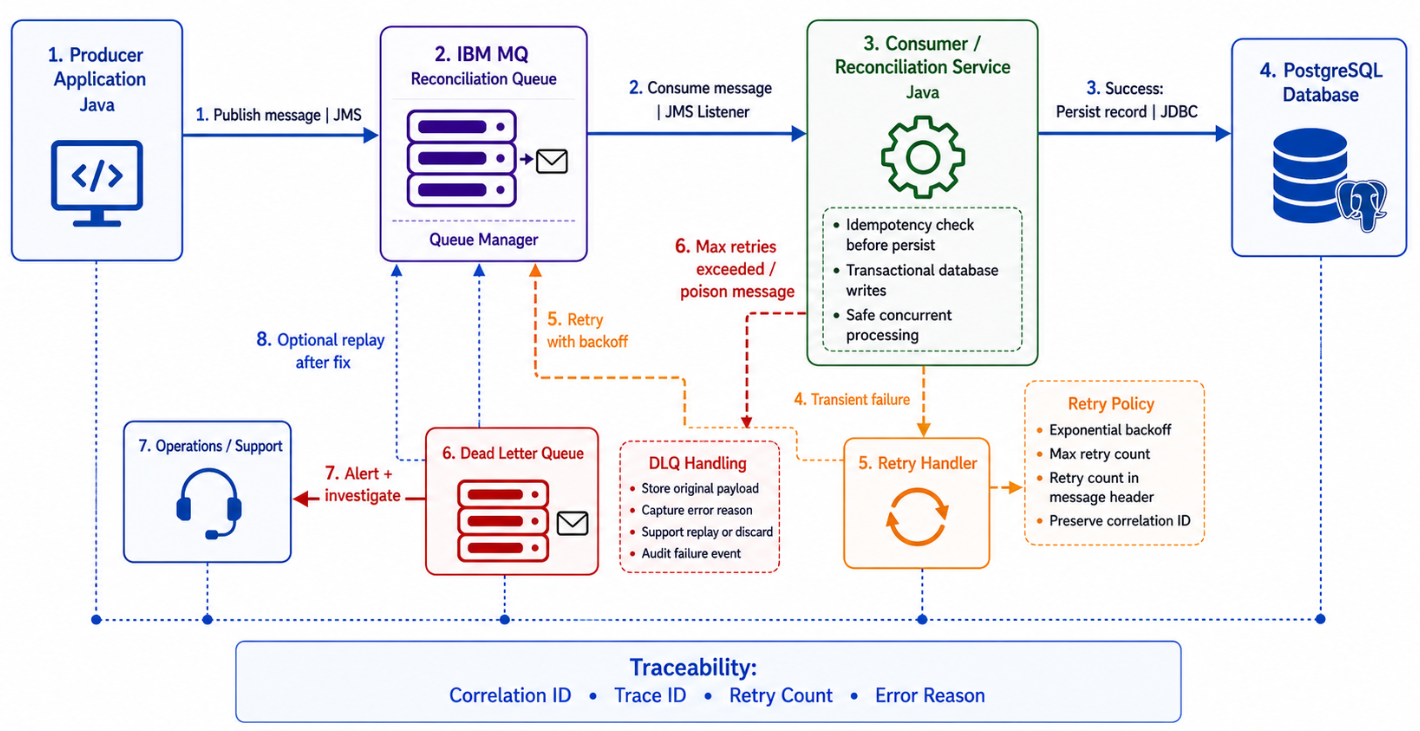 1. Producer
Application
Java
1. Publish message | JMS
2. IBM MQ
Reconciliation Queue
Queue Manager
2. Consume message
| JMS Listener
3. Consumer /
Reconciliation Service
Java
• Idempotency check
before persist
• Transactional database
writes
• Safe concurrent
processing
3. Success:
Persist record | JDBC
4. PostgreSQL
Database
6. Max retries
exceeded /
poison message
5. Retry
with backoff
8. Optional replay
after fix
4. Transient failure
7. Operations / Support
7. Alert +
investigate
6. Dead Letter Queue
DLQ Handling
• Store original payload
• Capture error reason
• Support replay or discard
• Audit failure event
5. Retry Handler
Retry Policy
• Exponential backoff
• Max retry count
• Retry count in
message header
• Preserve correlation ID
Traceability:
Correlation ID • Trace ID • Retry Count • Error Reason